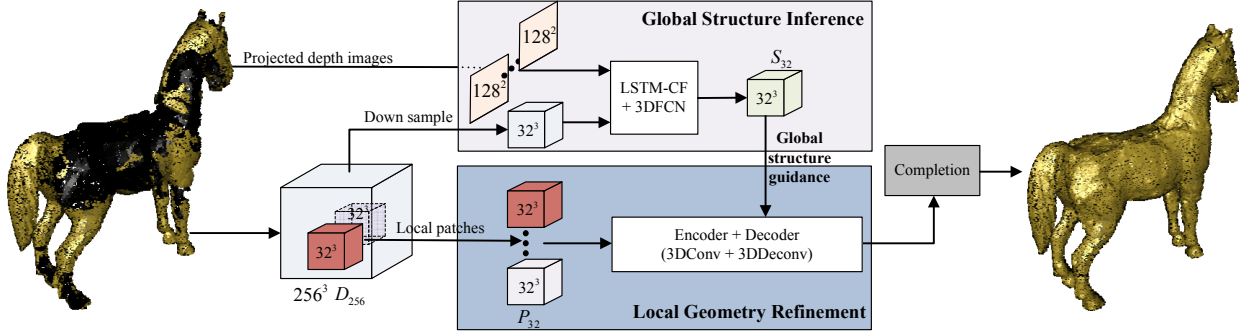 Global Structure Inference
Projected depth images
128²
128²
Down sample
32³
LSTM-CF
+ 3DFCN
S₃₂
32³
Global
structure
guidance
Completion
32³
32³
256³ D₂₅₆
Local patches
32³
32³
P₃₂
Encoder + Decoder
(3DConv + 3DDeconv)
Local Geometry Refinement